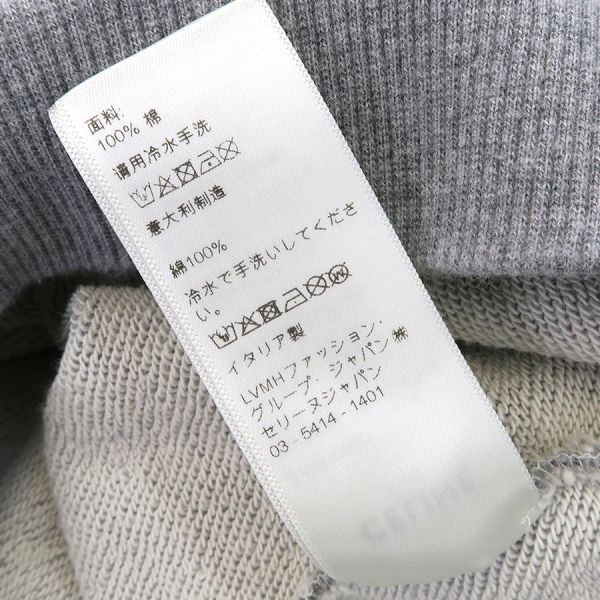 面料:
100% 棉
请用冷水手洗
意大利制造
綿100%
冷水で手洗いしてくださ
い。
イタリア製
LVMHファッション・
グループ・ジャパン㈱
セリーヌジャパン
03-5414-1401
CELINE